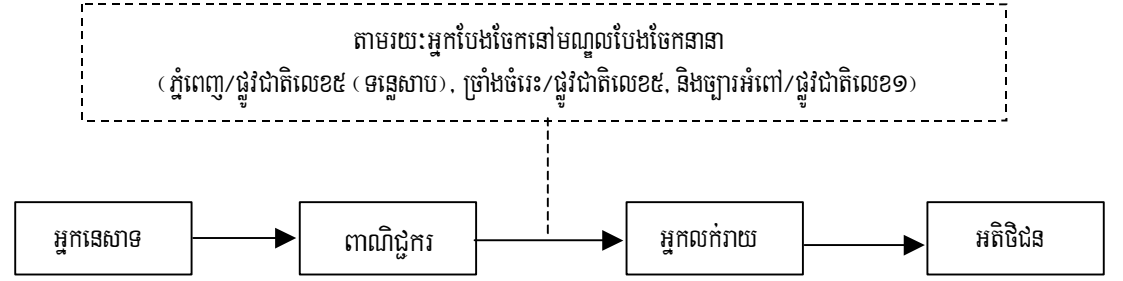 តាមរយៈអ្នកបែងចែកនៅមណ្ឌលបែងចែកនានា
(ភ្នំពេញ/ផ្លូវជាតិលេខ៥ (ទន្លេសាប), ច្រាំងចំរេះ/ផ្លូវជាតិលេខ៥, និងច្បារអំពៅ/ផ្លូវជាតិលេខ១)
អ្នកនេសាទ
ពាណិជ្ជករ
អ្នកលក់រាយ
អតិថិជន